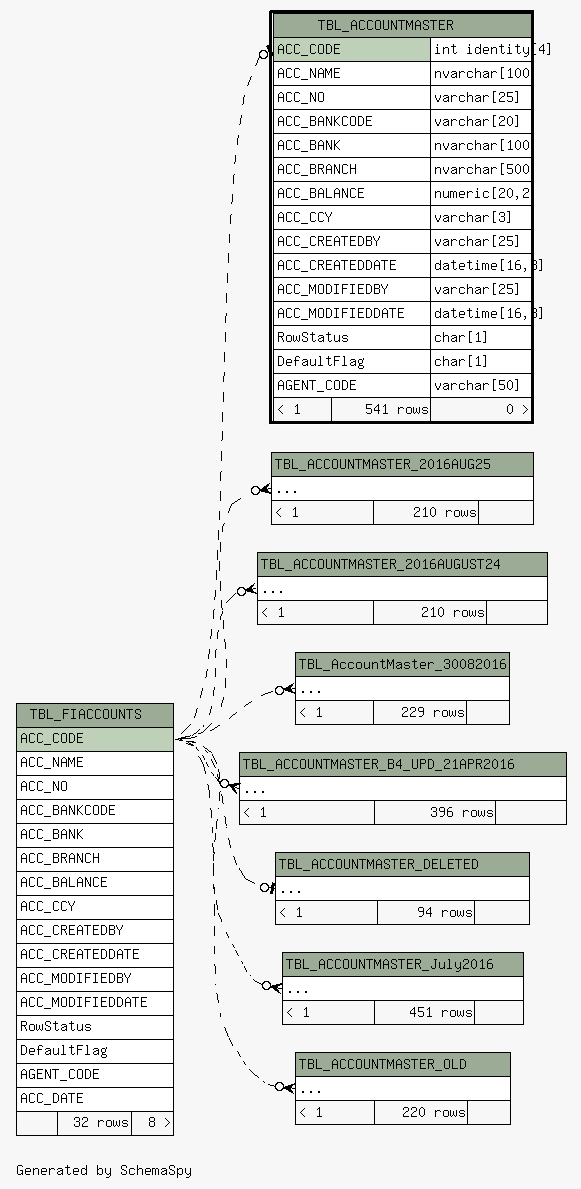 TBL_ACCOUNTMASTER
ACC_CODE int identity[4]
ACC_NAME nvarchar[100
ACC_NO varchar[25]
ACC_BANKCODE varchar[20]
ACC_BANK nvarchar[100
ACC_BRANCH nvarchar[500
ACC_BALANCE numeric[20,2
ACC_CCY varchar[3]
ACC_CREATEDBY varchar[25]
ACC_CREATEDDATE datetime[16,3]
ACC_MODIFIEDBY varchar[25]
ACC_MODIFIEDDATE datetime[16,3]
RowStatus char[1]
DefaultFlag char[1]
AGENT_CODE varchar[50]
< 1 541 rows 0 >
TBL_ACCOUNTMASTER_2016AUG25
...
< 1 210 rows
TBL_ACCOUNTMASTER_2016AUGUST24
...
< 1 210 rows
TBL_AccountMaster_30082016
...
< 1 229 rows
TBL_ACCOUNTMASTER_B4_UPD_21APR2016
...
< 1 396 rows
TBL_ACCOUNTMASTER_DELETED
...
< 1 94 rows
TBL_ACCOUNTMASTER_July2016
...
< 1 451 rows
TBL_ACCOUNTMASTER_OLD
...
< 1 220 rows
TBL_FIACCOUNTS
ACC_CODE
ACC_NAME
ACC_NO
ACC_BANKCODE
ACC_BANK
ACC_BRANCH
ACC_BALANCE
ACC_CCY
ACC_CREATEDBY
ACC_CREATEDDATE
ACC_MODIFIEDBY
ACC_MODIFIEDDATE
RowStatus
DefaultFlag
AGENT_CODE
ACC_DATE
32 rows 8 >
Generated by SchemaSpy